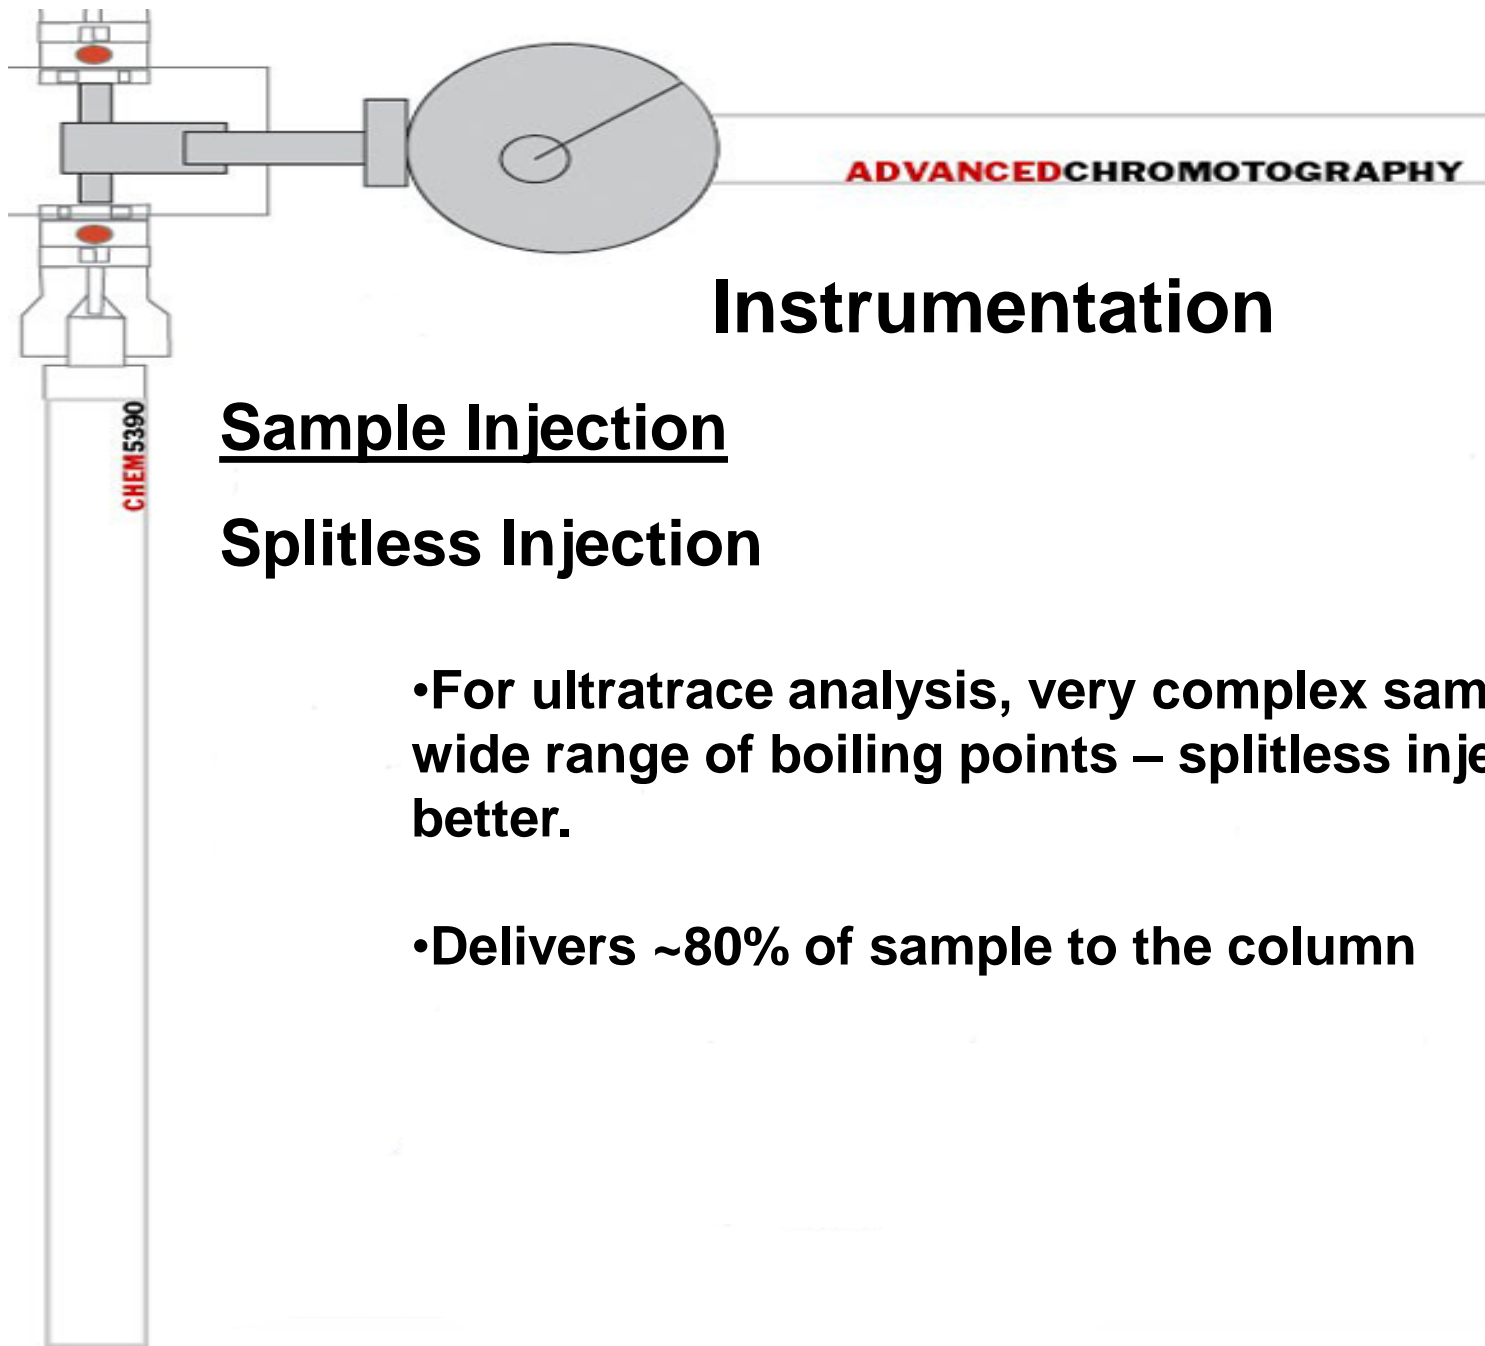 ADVANCEDCHROMOTOGRAPHY
Instrumentation
CHEM5390
Sample Injection
Splitless Injection
•For ultratrace analysis, very complex sam
wide range of boiling points – splitless inje
better.
•Delivers ~80% of sample to the column